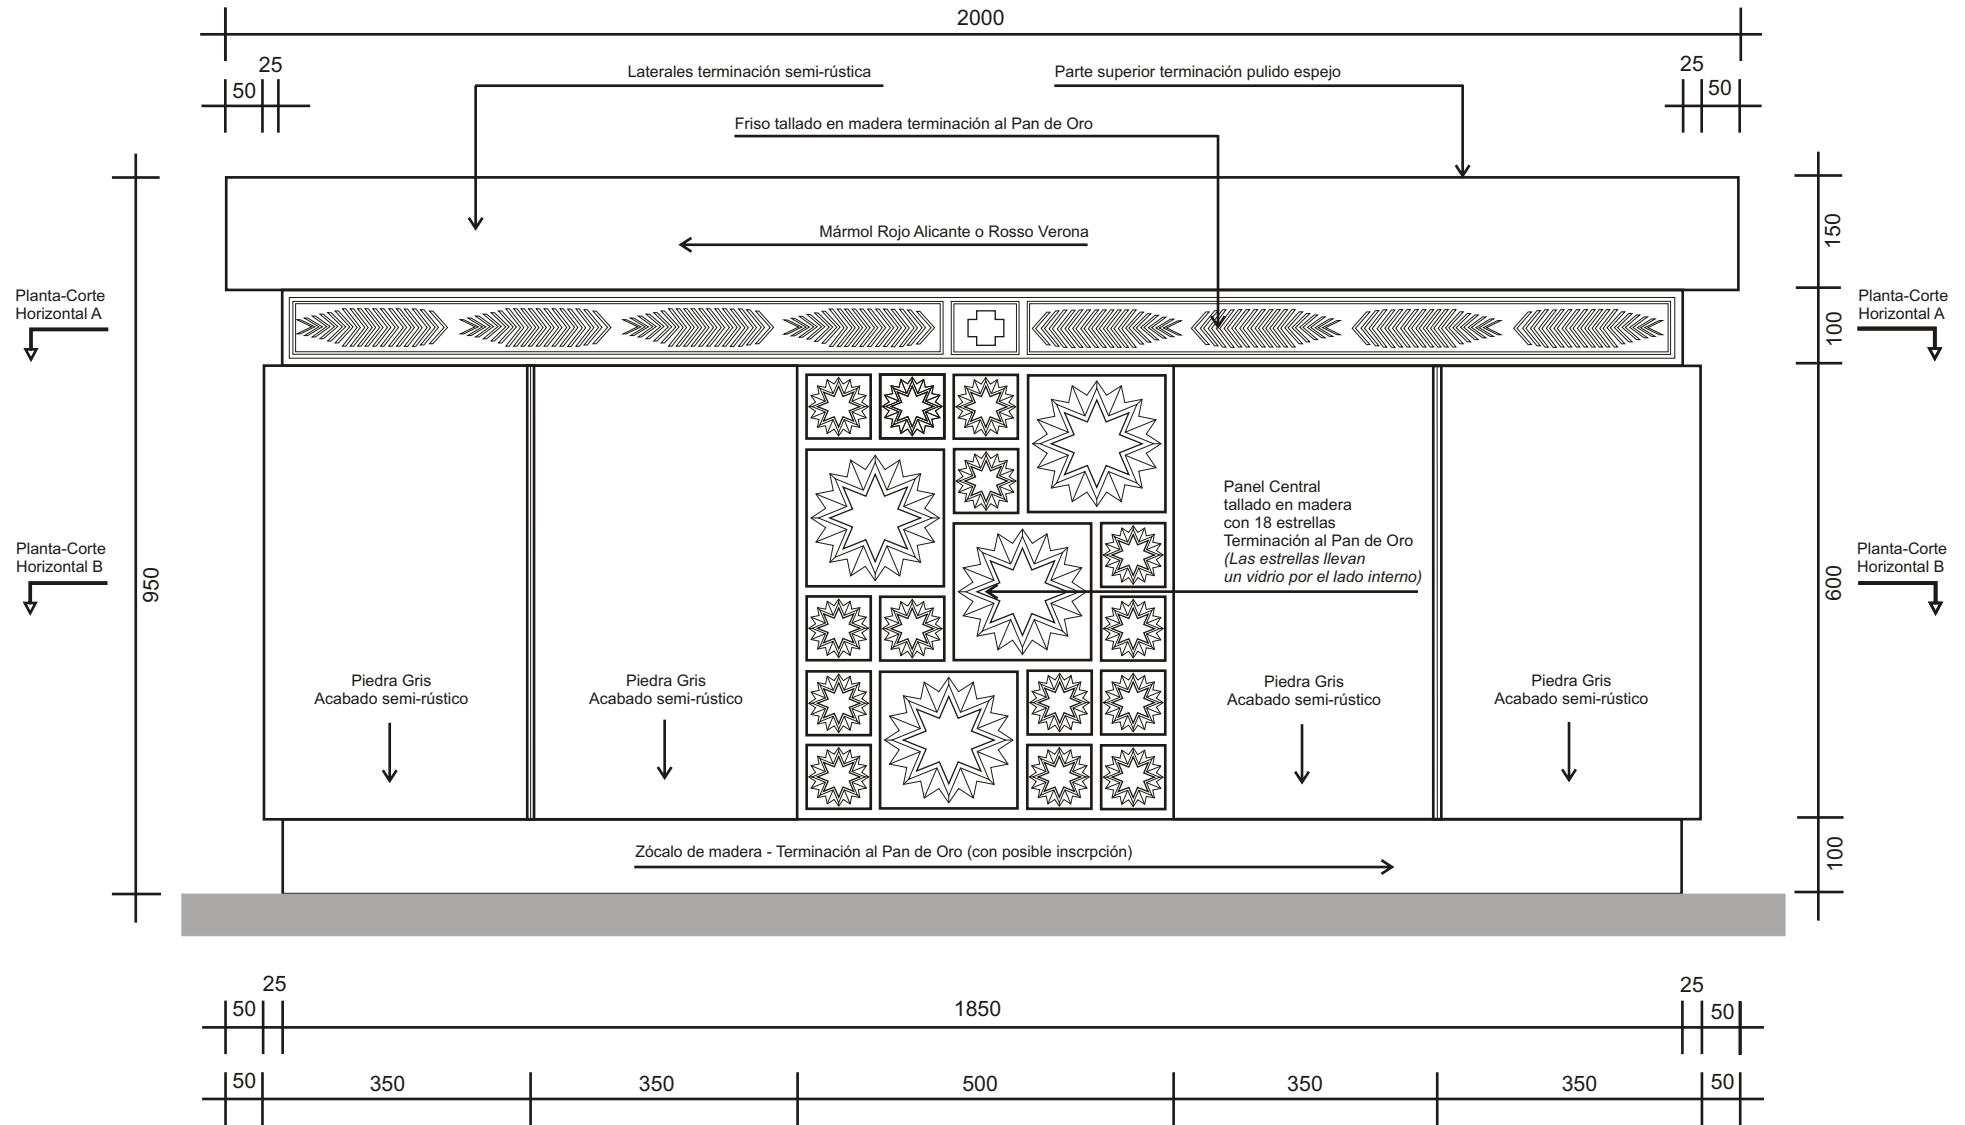 2000
25
50
25
50
Laterales terminación semi-rústica
Parte superior terminación pulido espejo
Friso tallado en madera terminación al Pan de Oro
Mármol Rojo Alicante o Rosso Verona
150
Planta-Corte
Horizontal A
Planta-Corte
Horizontal A
100
Panel Central
tallado en madera
con 18 estrellas
Terminación al Pan de Oro
(Las estrellas llevan
un vidrio por el lado interno)
Planta-Corte
Horizontal B
Planta-Corte
Horizontal B
950
600
Piedra Gris
Acabado semi-rústico
Piedra Gris
Acabado semi-rústico
Piedra Gris
Acabado semi-rústico
Piedra Gris
Acabado semi-rústico
Zócalo de madera - Terminación al Pan de Oro (con posible inscrpción)
100
25
50
1850
25
50
50
350
350
500
350
350
50